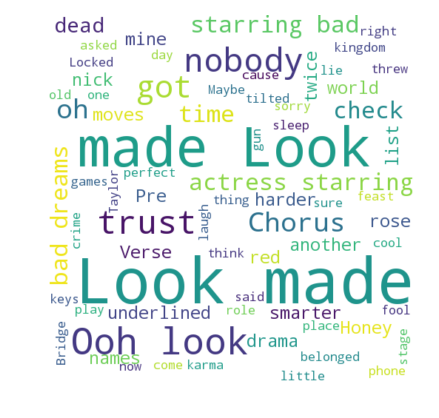 dead
mine
starring bad
right
asked
day
nobody
kingdom
Locked
nick
cause
twice
lie
threw
old
one
got
Maybe
tilted
world
oh
moves
time
sorry
check
sleep
gun
list
made Look
bad dreams
games
perfect
Taylor
actress starring
feast
Pre
thing
harder
sure
trust
laugh
Chorus
rose
crime
Verse
another
cool
think
red
Look made
keys
said
play
underlined
role
smarter
fool
Bridge
Ooh look
place
Honey
stage
drama
names
now
come
karma
belonged
little
phone